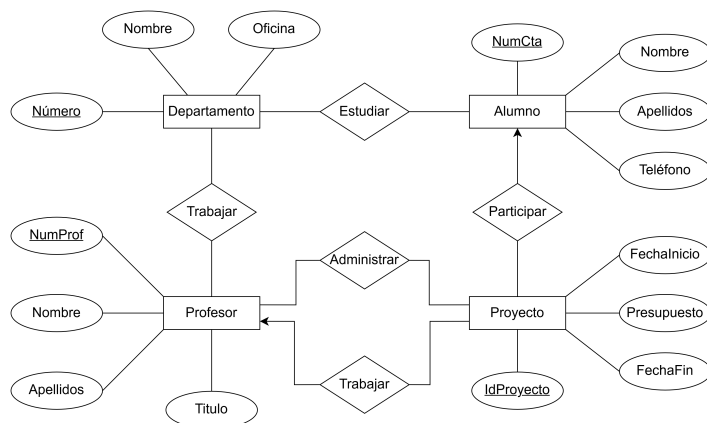 Nombre
Oficina
NumCta
Nombre
Número
Departamento
Estudiar
Alumno
Apellidos
Teléfono
Trabajar
Participar
NumProf
Administrar
FechaInicio
Nombre
Profesor
Proyecto
Presupuesto
Apellidos
Titulo
Trabajar
IdProyecto
FechaFin